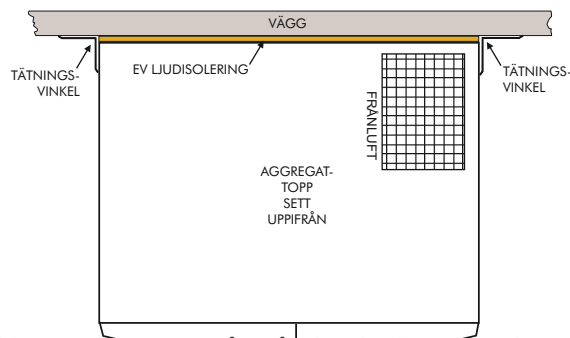 VÄGG
TÄTNINGS-
VINKEL
EV LJUDISOLERING
TÄTNINGS-
VINKEL
FRÅNLUFT
AGGREGAT-
TOPP
SETT
UPPIFRÅN